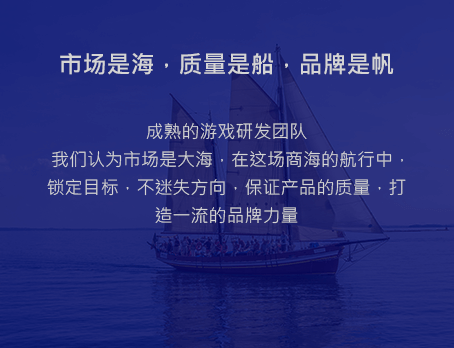 市场是海，质量是船，品牌是帆
成熟的游戏研发团队
我们认为市场是大海，在这场商海的航行中，
锁定目标，不迷失方向，保证产品的质量，打
造一流的品牌力量